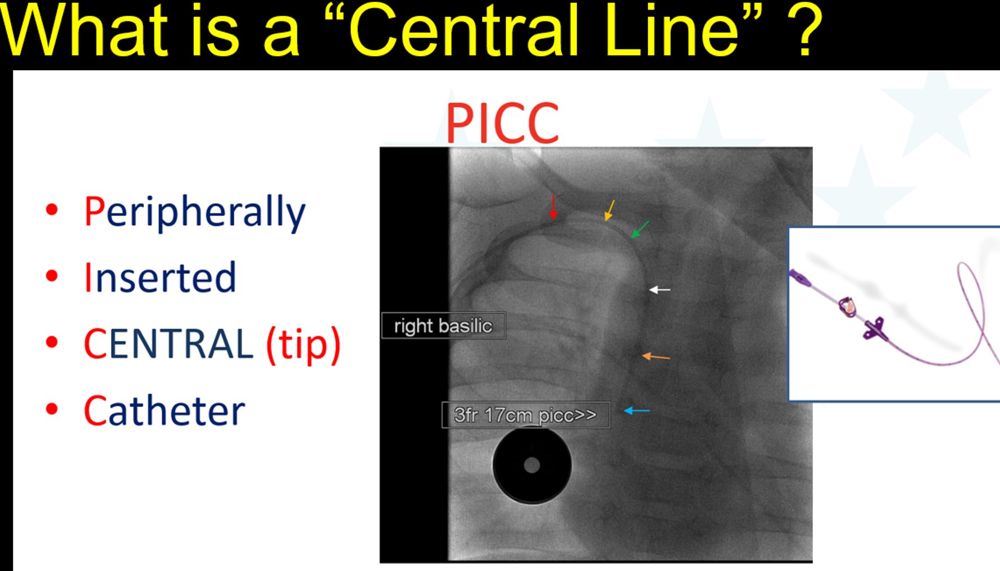 What is a “Central Line” ?
PICC
• Peripherally
• Inserted
• CENTRAL (tip)
• Catheter
right basilic
3fr 17cm picc>>